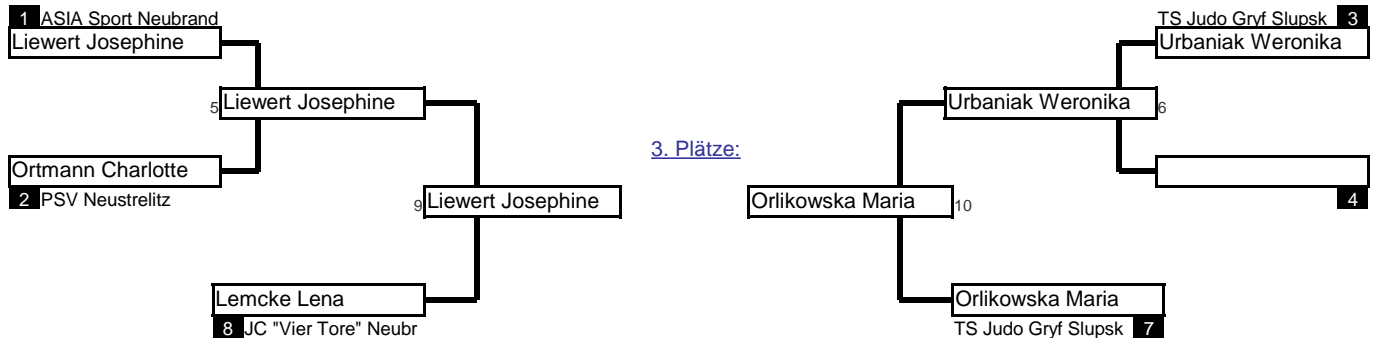 1 ASIA Sport Neubrand
Liewert Josephine
5 Liewert Josephine
Ortmann Charlotte
2 PSV Neustrelitz
9 Liewert Josephine
Lemcke Lena
8 JC "Vier Tore" Neubr
3. Plätze:
TS Judo Gryf Slupsk 3
Urbaniak Weronika
Urbaniak Weronika 6
4
Orlikowska Maria 10
Orlikowska Maria
TS Judo Gryf Slupsk 7